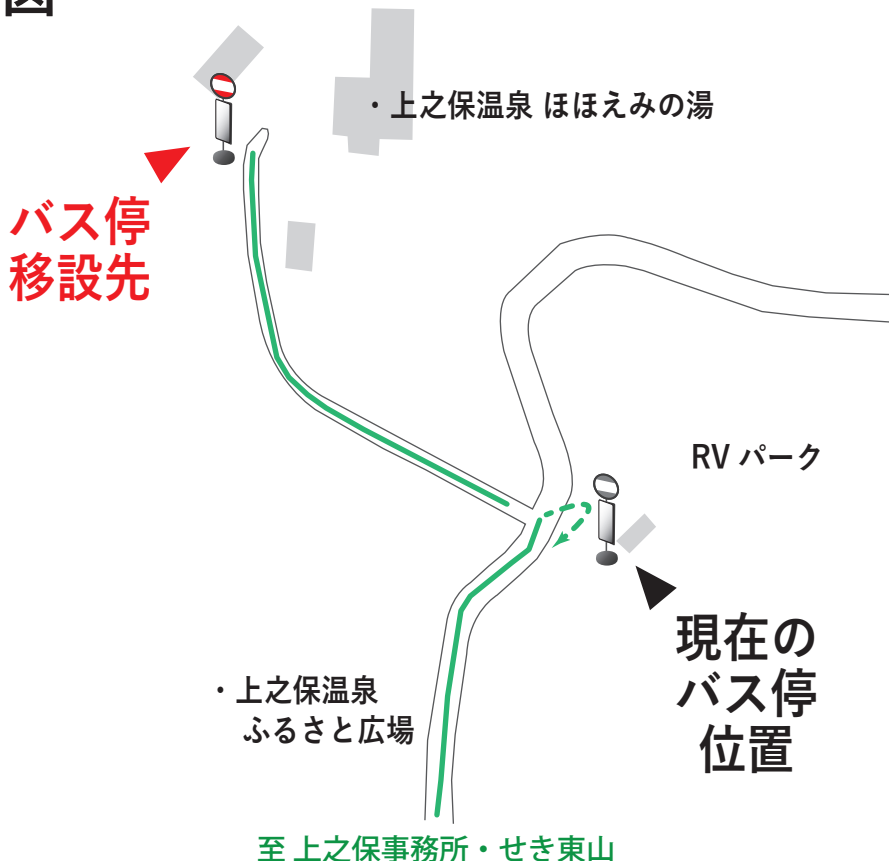 ・上之保温泉 ほほえみの湯
バス停
移設先
RV パーク
現在の
バス停
位置
・上之保温泉
ふるさと広場
至 上之保事務所・せき東山